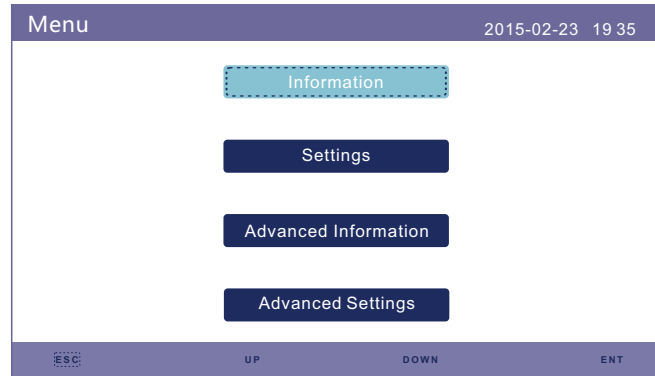 Menu 2015-02-23 19 35
Information
Settings
Advanced Information
Advanced Settings
ESC UP DOWN ENT